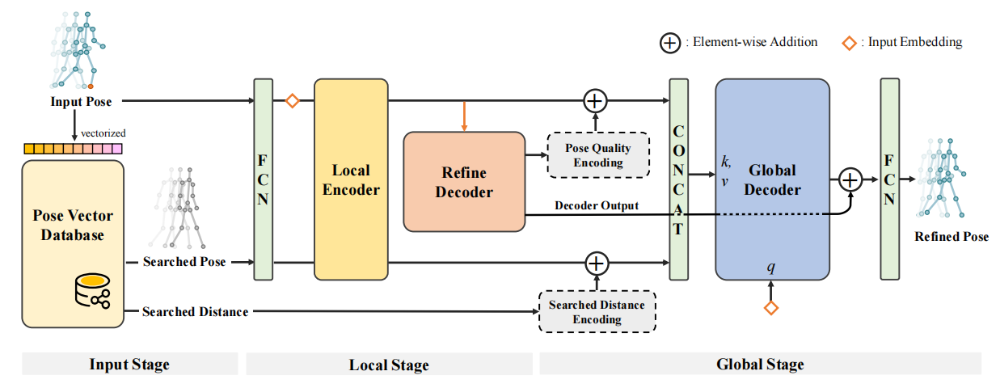 : Element-wise Addition
: Input Embedding
Input Pose
vectorized
Pose Vector
Database
Searched Pose
Searched Distance
F
C
N
Local
Encoder
Refine
Decoder
Pose Quality
Encoding
Decoder Output
Searched Distance
Encoding
C
O
N
C
A
T
k,
v
Global
Decoder
q
F
C
N
Refined Pose
Input Stage
Local Stage
Global Stage